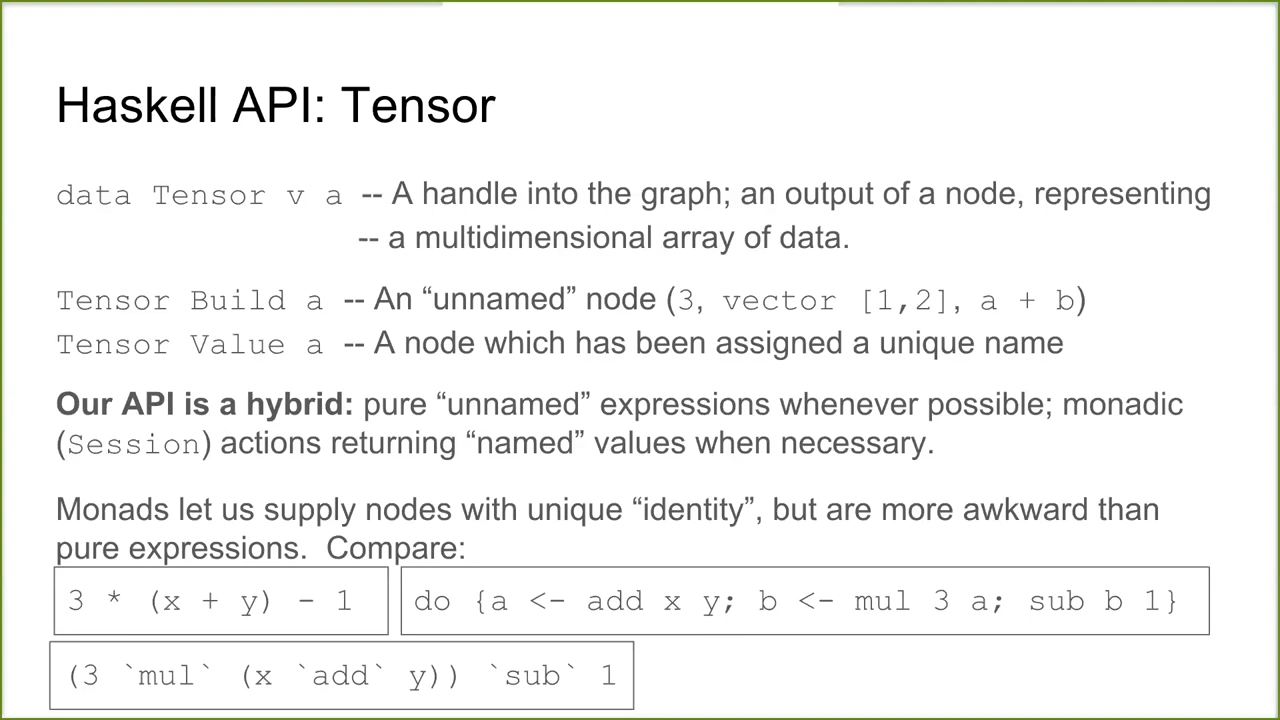 Haskell API: Tensor
data Tensor v a -- A handle into the graph; an output of a node, representing
-- a multidimensional array of data.
Tensor Build a -- An “unnamed” node (3, vector [1,2], a + b)
Tensor Value a -- A node which has been assigned a unique name
Our API is a hybrid: pure “unnamed” expressions whenever possible; monadic
(Session) actions returning “named” values when necessary.
Monads let us supply nodes with unique “identity”, but are more awkward than
pure expressions.  Compare:
3 * (x + y) - 1
do {a <- add x y; b <- mul 3 a; sub b 1}
(3 `mul` (x `add` y)) `sub` 1